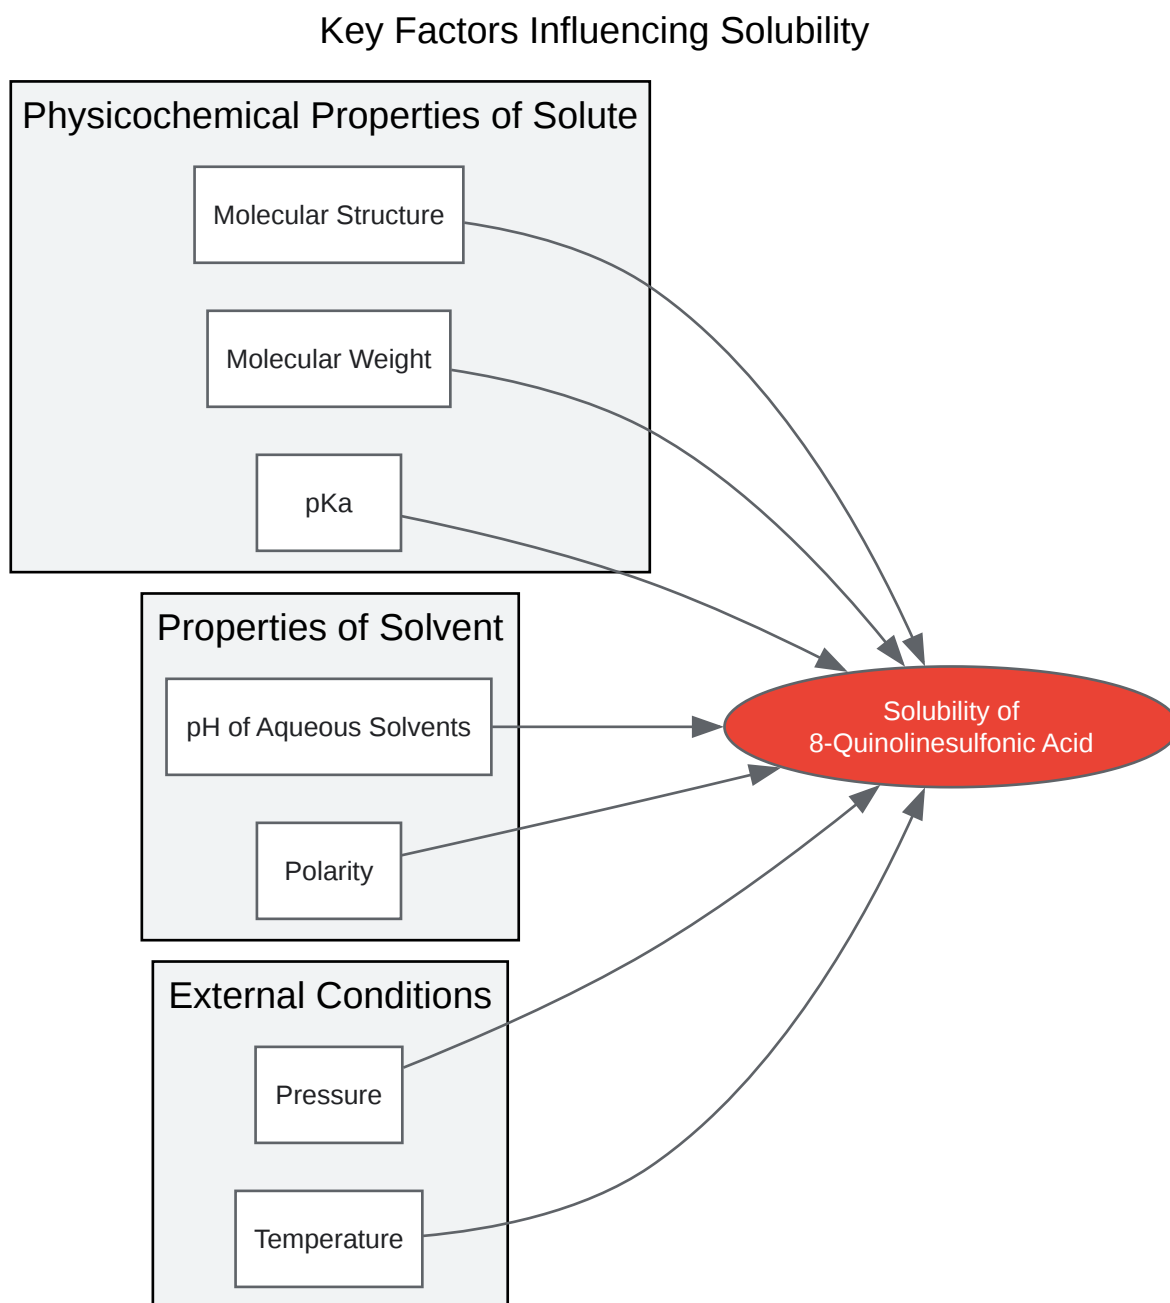 Key Factors Influencing Solubility
Physicochemical Properties of Solute
Molecular Structure
Molecular Weight
pKa
Properties of Solvent
pH of Aqueous Solvents
Polarity
External Conditions
Pressure
Temperature
Solubility of
8-Quinolinesulfonic Acid